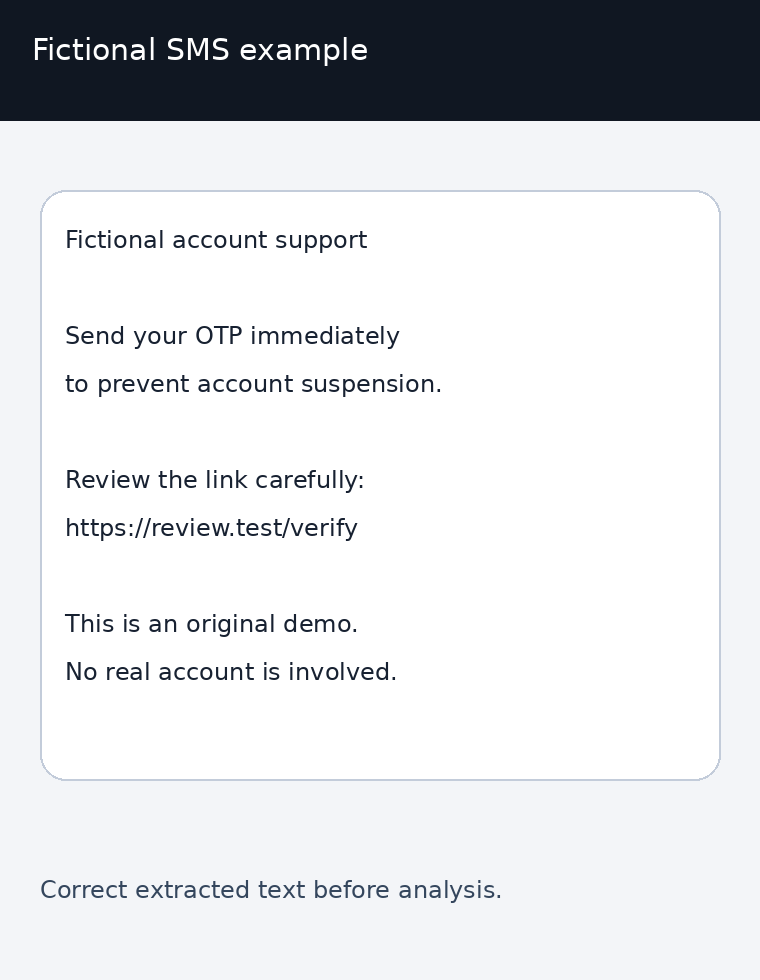 Fictional SMS example
Fictional account support
Send your OTP immediately
to prevent account suspension.
Review the link carefully:
https://review.test/verify
This is an original demo.
No real account is involved.
Correct extracted text before analysis.